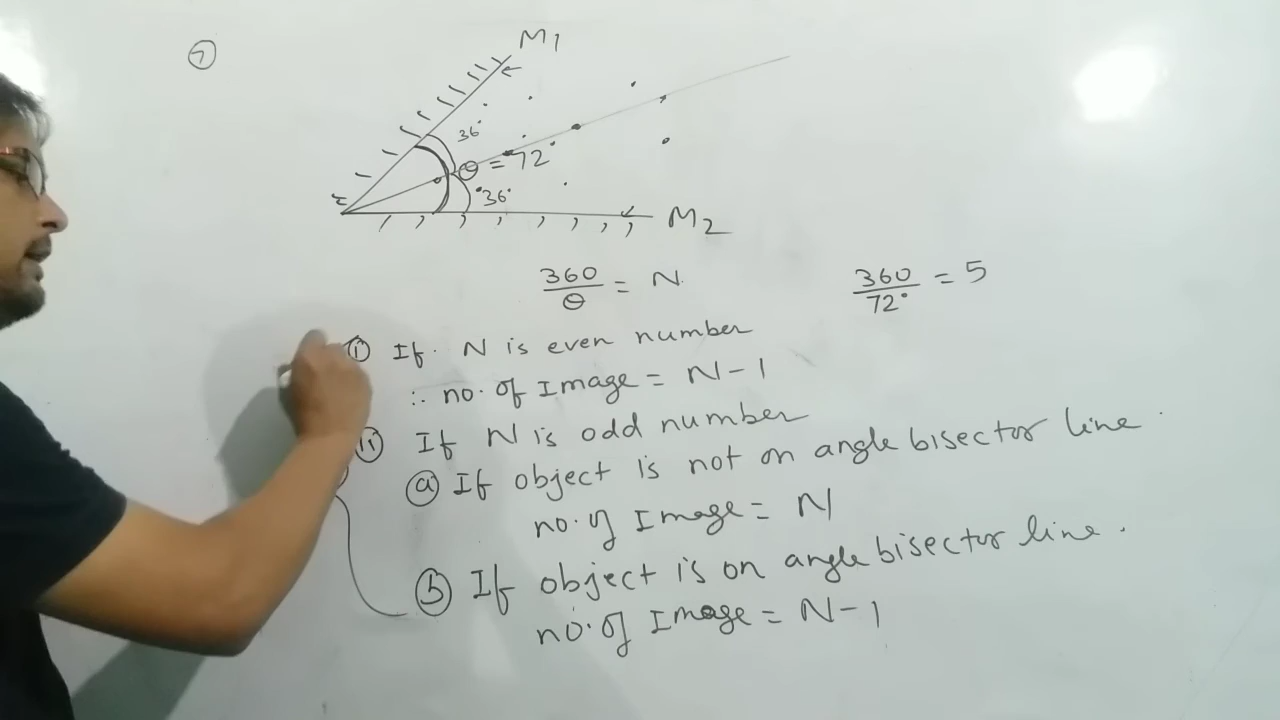 7
M1
36°
θ = 72°
36°
M2
360/θ = N
360/72° = 5
i If N is even number
∴ no. of Image = N-1
ii If N is odd number
a If object is not on angle bisector line
no. of Image = N
b If object is on angle bisector line.
no. of Image = N-1